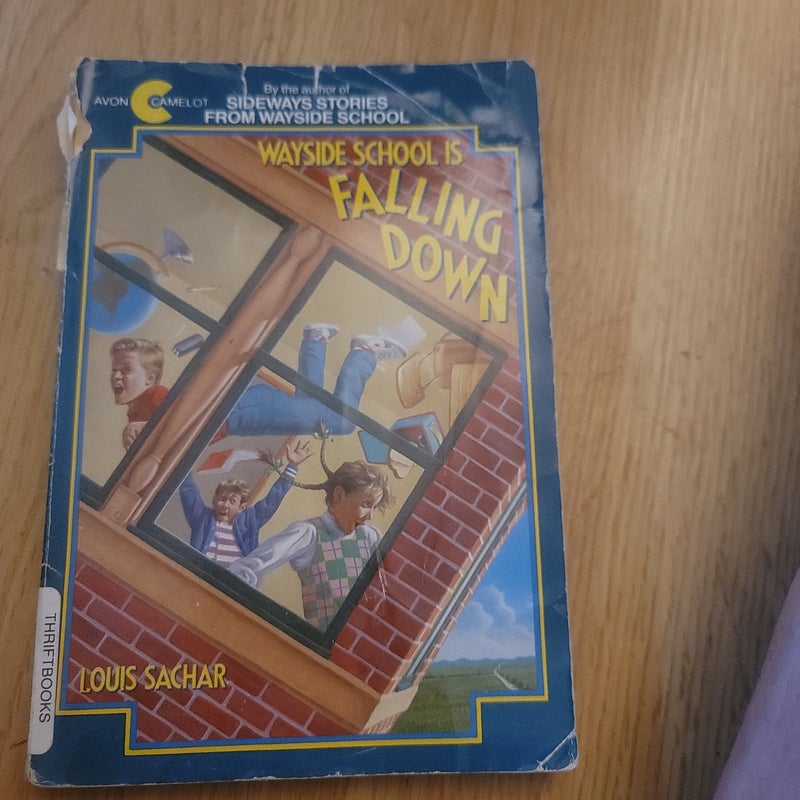 AVON CAMELOT
By the author of
SIDEWAYS STORIES
FROM WAYSIDE SCHOOL
WAYSIDE SCHOOL IS
FALLING
DOWN
LOUIS SACHAR
THRIFTBOOKS